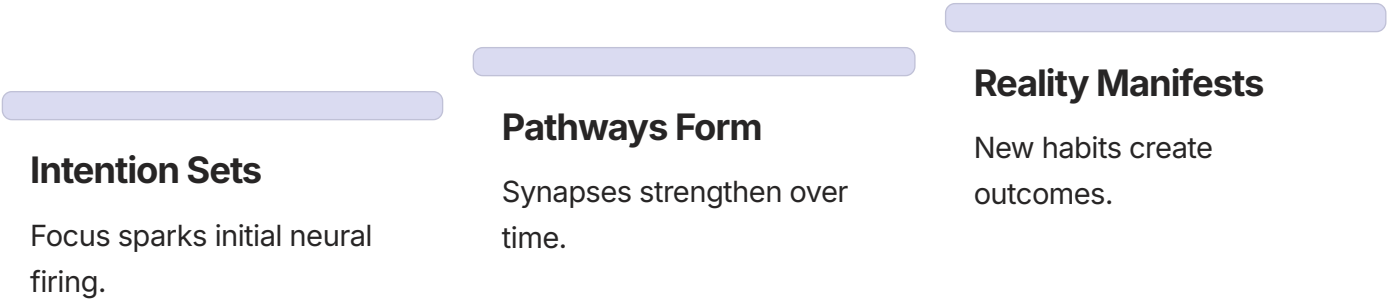 Intention Sets
Focus sparks initial neural
firing.
Pathways Form
Synapses strengthen over
time.
Reality Manifests
New habits create
outcomes.